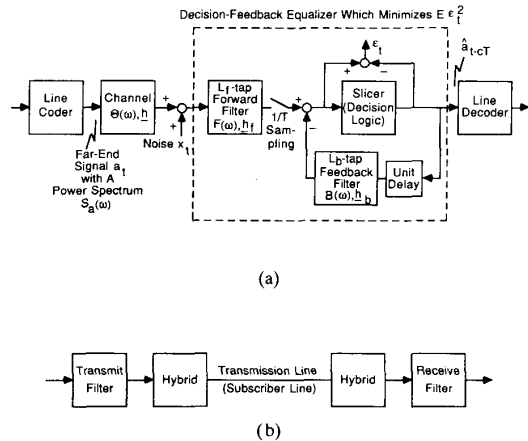 Decision-Feedback Equalizer Which Minimizes E ε_t^2
ε_t
â_t-cT
Line
Coder
Channel
Θ(ω), h
Noise x_t
L_f-tap
Forward
Filter
F(ω), h_f
1/T
Sam-
pling
Slicer
(Decision
Logic)
Line
Decoder
L_b-tap
Feedback
Filter
B(ω), h_b
Unit
Delay
Far-End
Signal a_t
with A
Power Spectrum
S_a(ω)
(a)
Transmit
Filter
Hybrid
Transmission Line
(Subscriber Line)
Hybrid
Receive
Filter
(b)